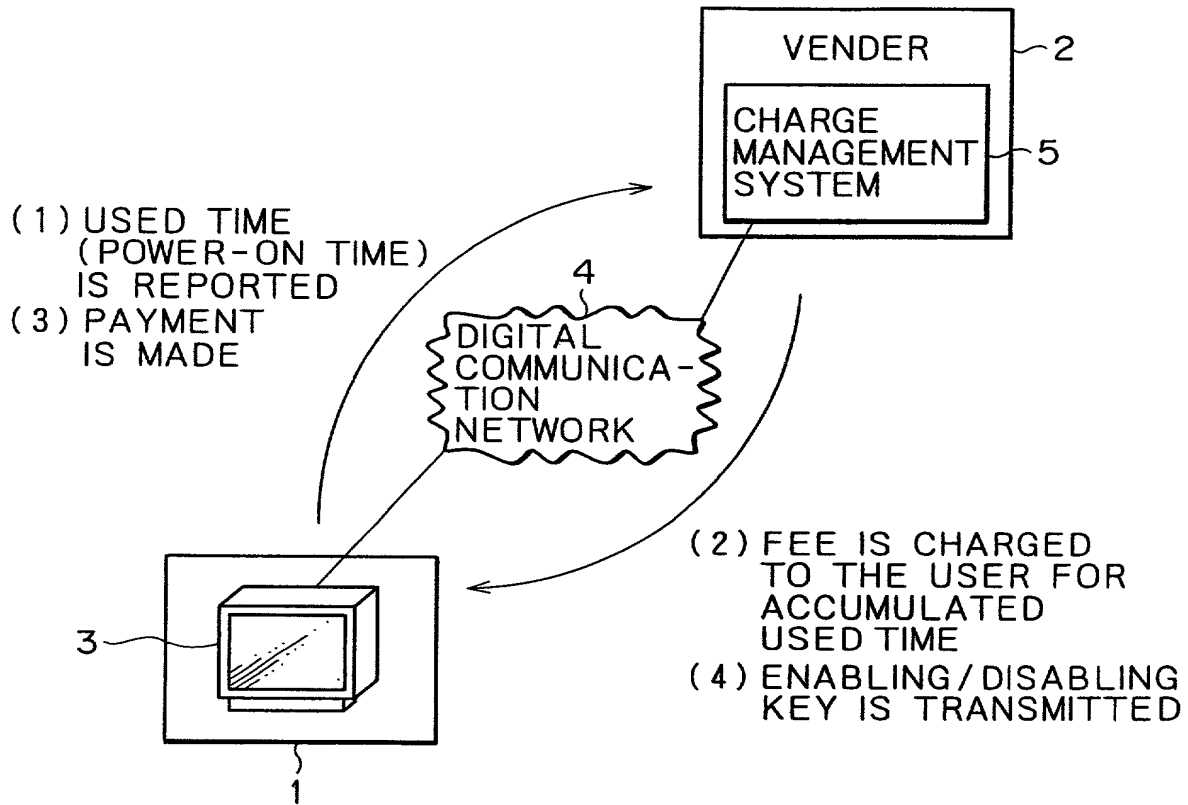 VENDER
2
CHARGE
MANAGEMENT
SYSTEM
5
(1) USED TIME
(POWER-ON TIME)
IS REPORTED
(3) PAYMENT
IS MADE
4
DIGITAL
COMMUNICA-
TION
NETWORK
(2) FEE IS CHARGED
TO THE USER FOR
ACCUMULATED
USED TIME
(4) ENABLING/DISABLING
KEY IS TRANSMITTED
3
1